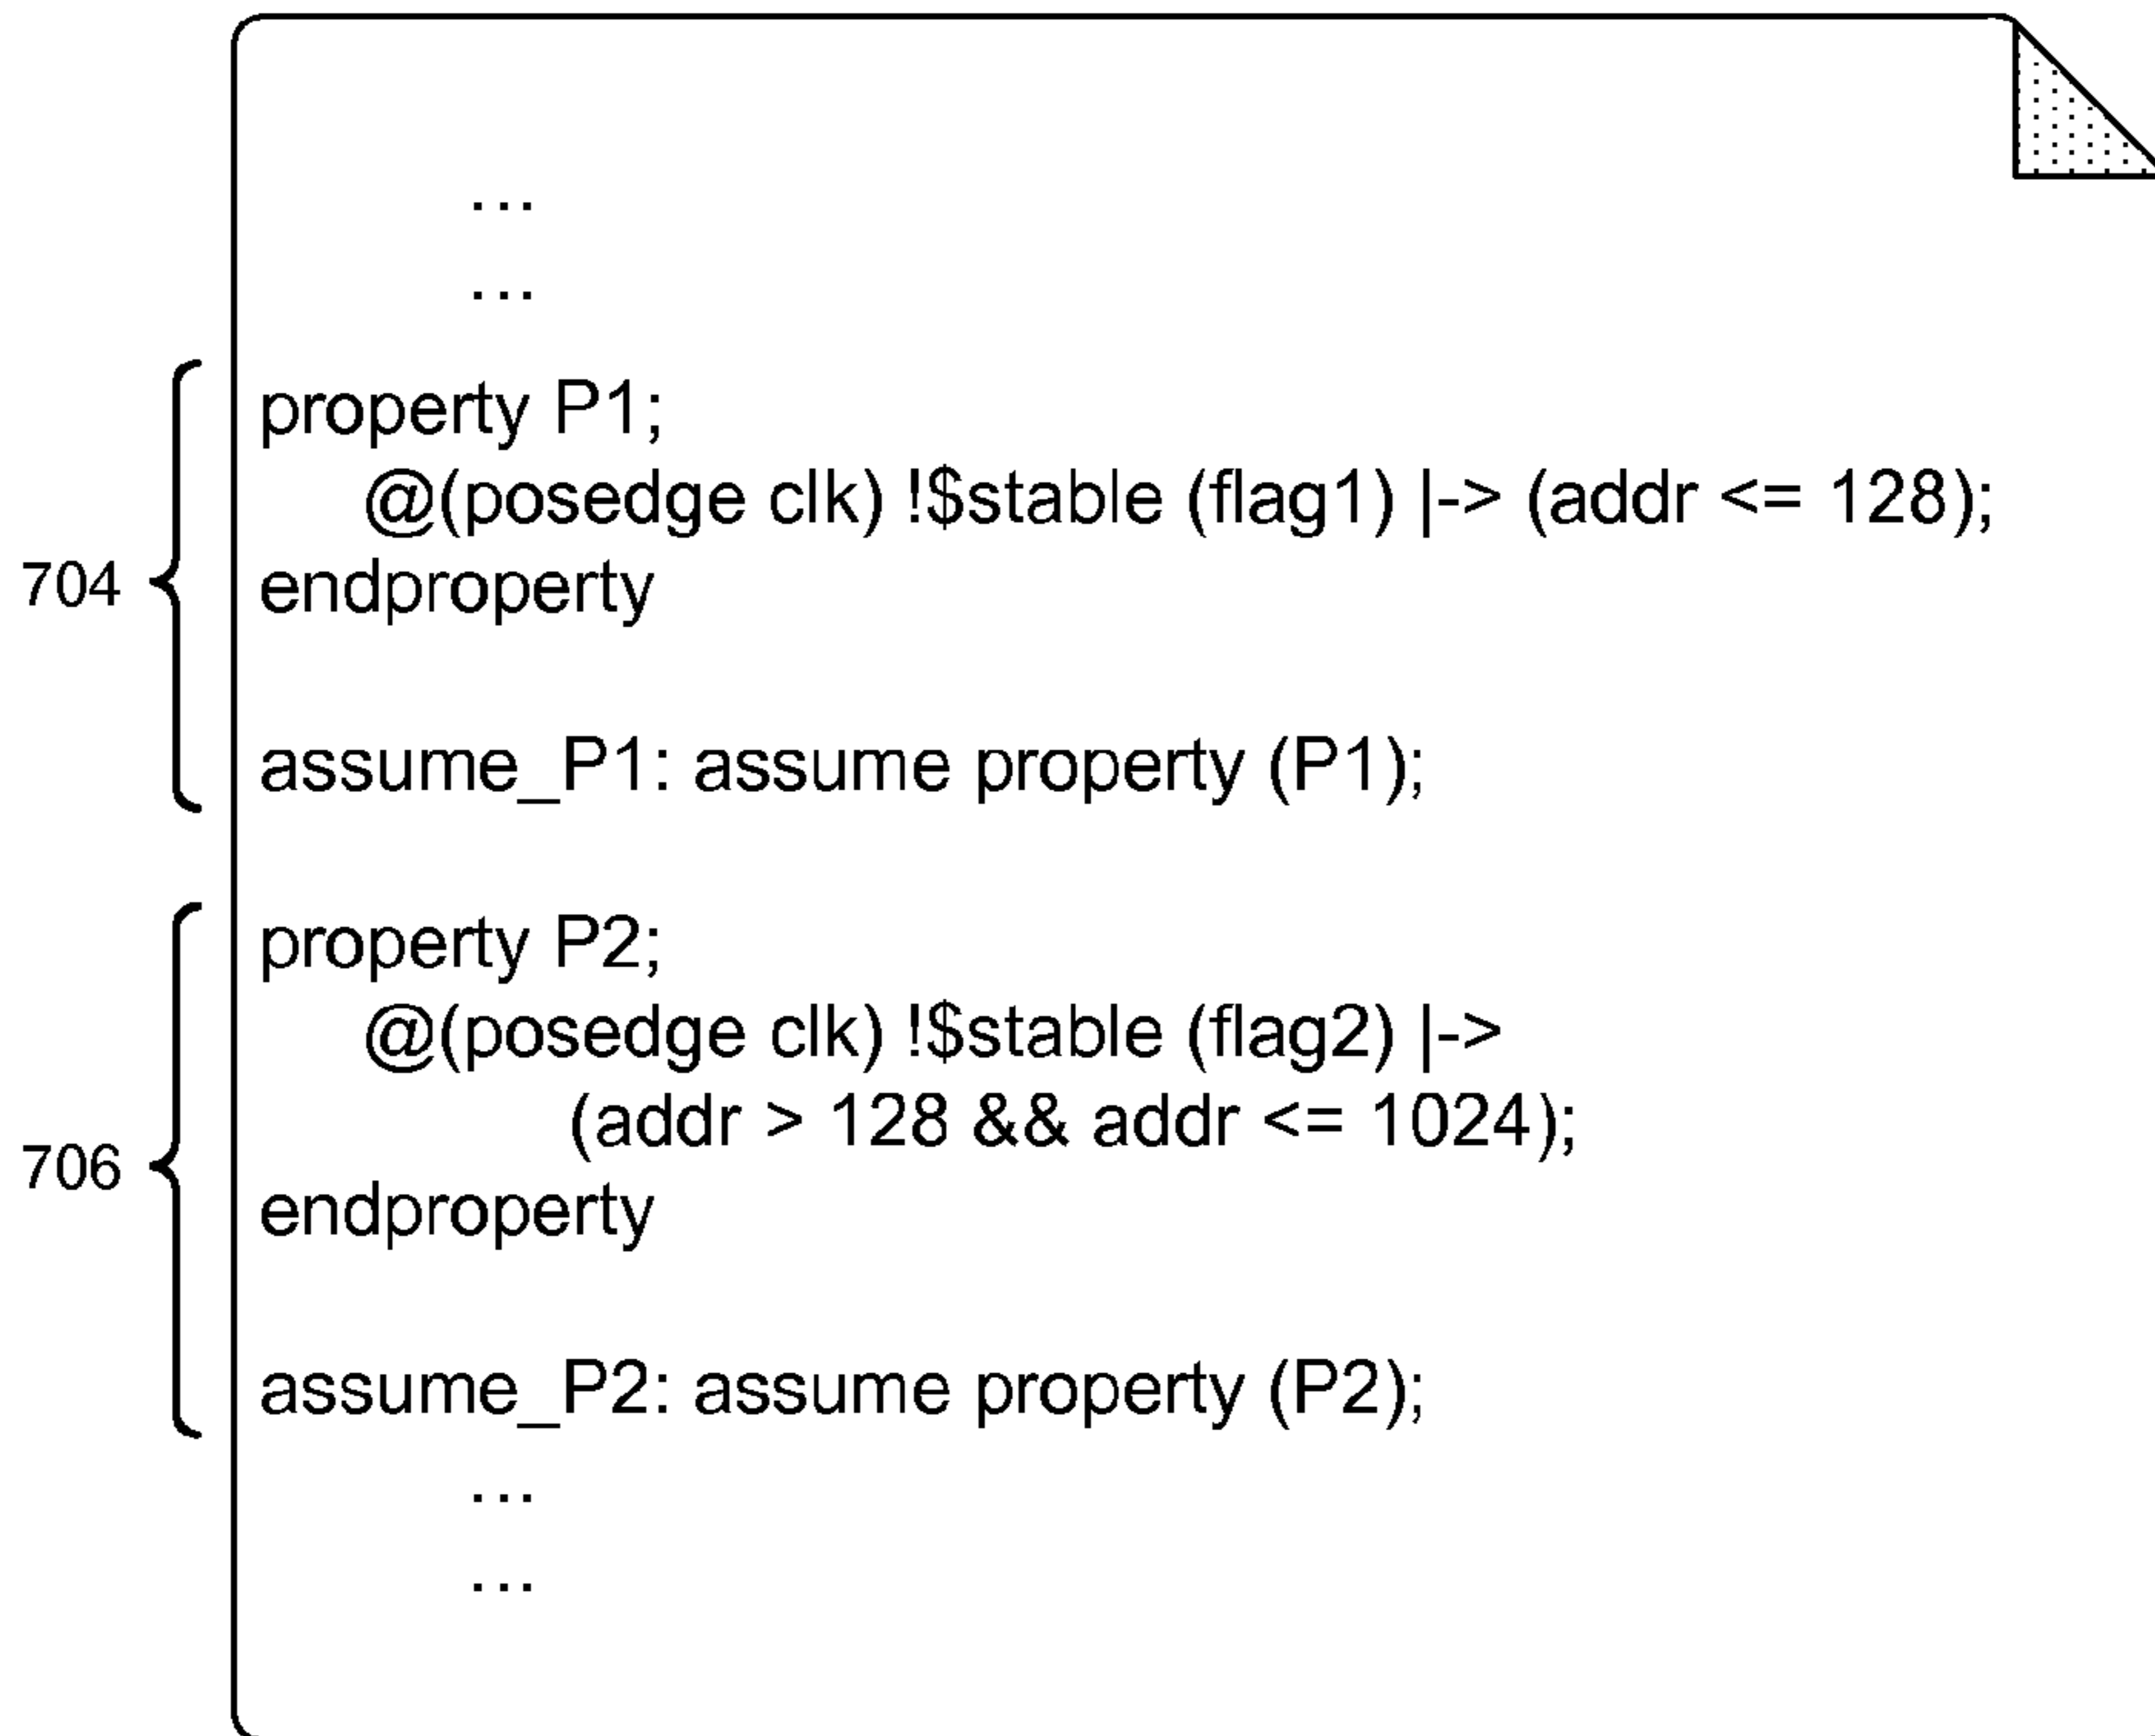 ...
...
property P1;
@(posedge clk) !$stable (flag1) |-> (addr <= 128);
704
endproperty
assume_P1: assume property (P1);
property P2;
@(posedge clk) !$stable (flag2) |->
(addr > 128 && addr <= 1024);
706
endproperty
assume_P2: assume property (P2);
...
...